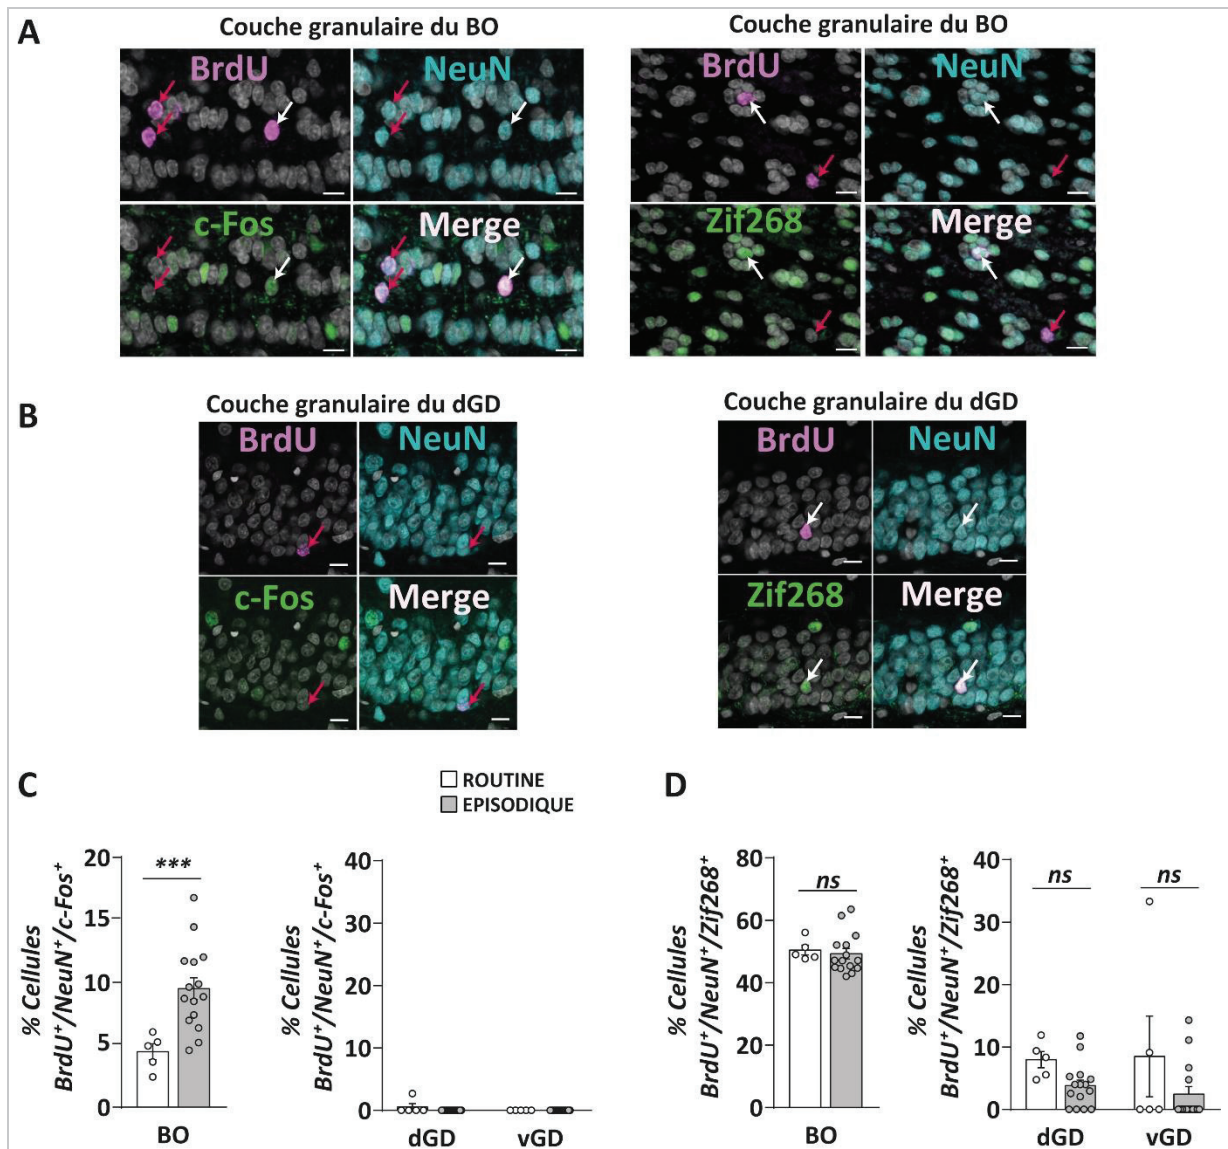 A
Couche granulaire du BO
Couche granulaire du BO
BrdU
NeuN
BrdU
NeuN
c-Fos
Merge
Zif268
Merge
B
Couche granulaire du dGD
Couche granulaire du dGD
BrdU
NeuN
BrdU
NeuN
c-Fos
Merge
Zif268
Merge
C
ROUTINE
EPISODIQUE
D
% Cellules
BrdU⁺/NeuN⁺/c-Fos⁺
20
15
10
5
0
***
BO
% Cellules
BrdU⁺/NeuN⁺/c-Fos⁺
40
30
20
10
0
dGD
vGD
% Cellules
BrdU⁺/NeuN⁺/Zif268⁺
80
60
40
20
0
ns
BO
% Cellules
BrdU⁺/NeuN⁺/Zif268⁺
40
30
20
10
0
ns
ns
dGD
vGD